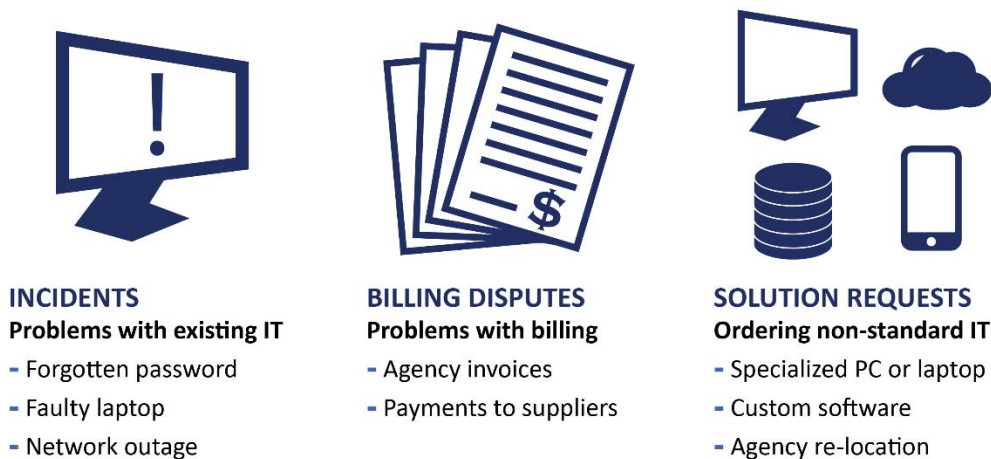 !
$
INCIDENTS
Problems with existing IT
- Forgotten password
- Faulty laptop
- Network outage
BILLING DISPUTES
Problems with billing
- Agency invoices
- Payments to suppliers
SOLUTION REQUESTS
Ordering non-standard IT
- Specialized PC or laptop
- Custom software
- Agency re-location